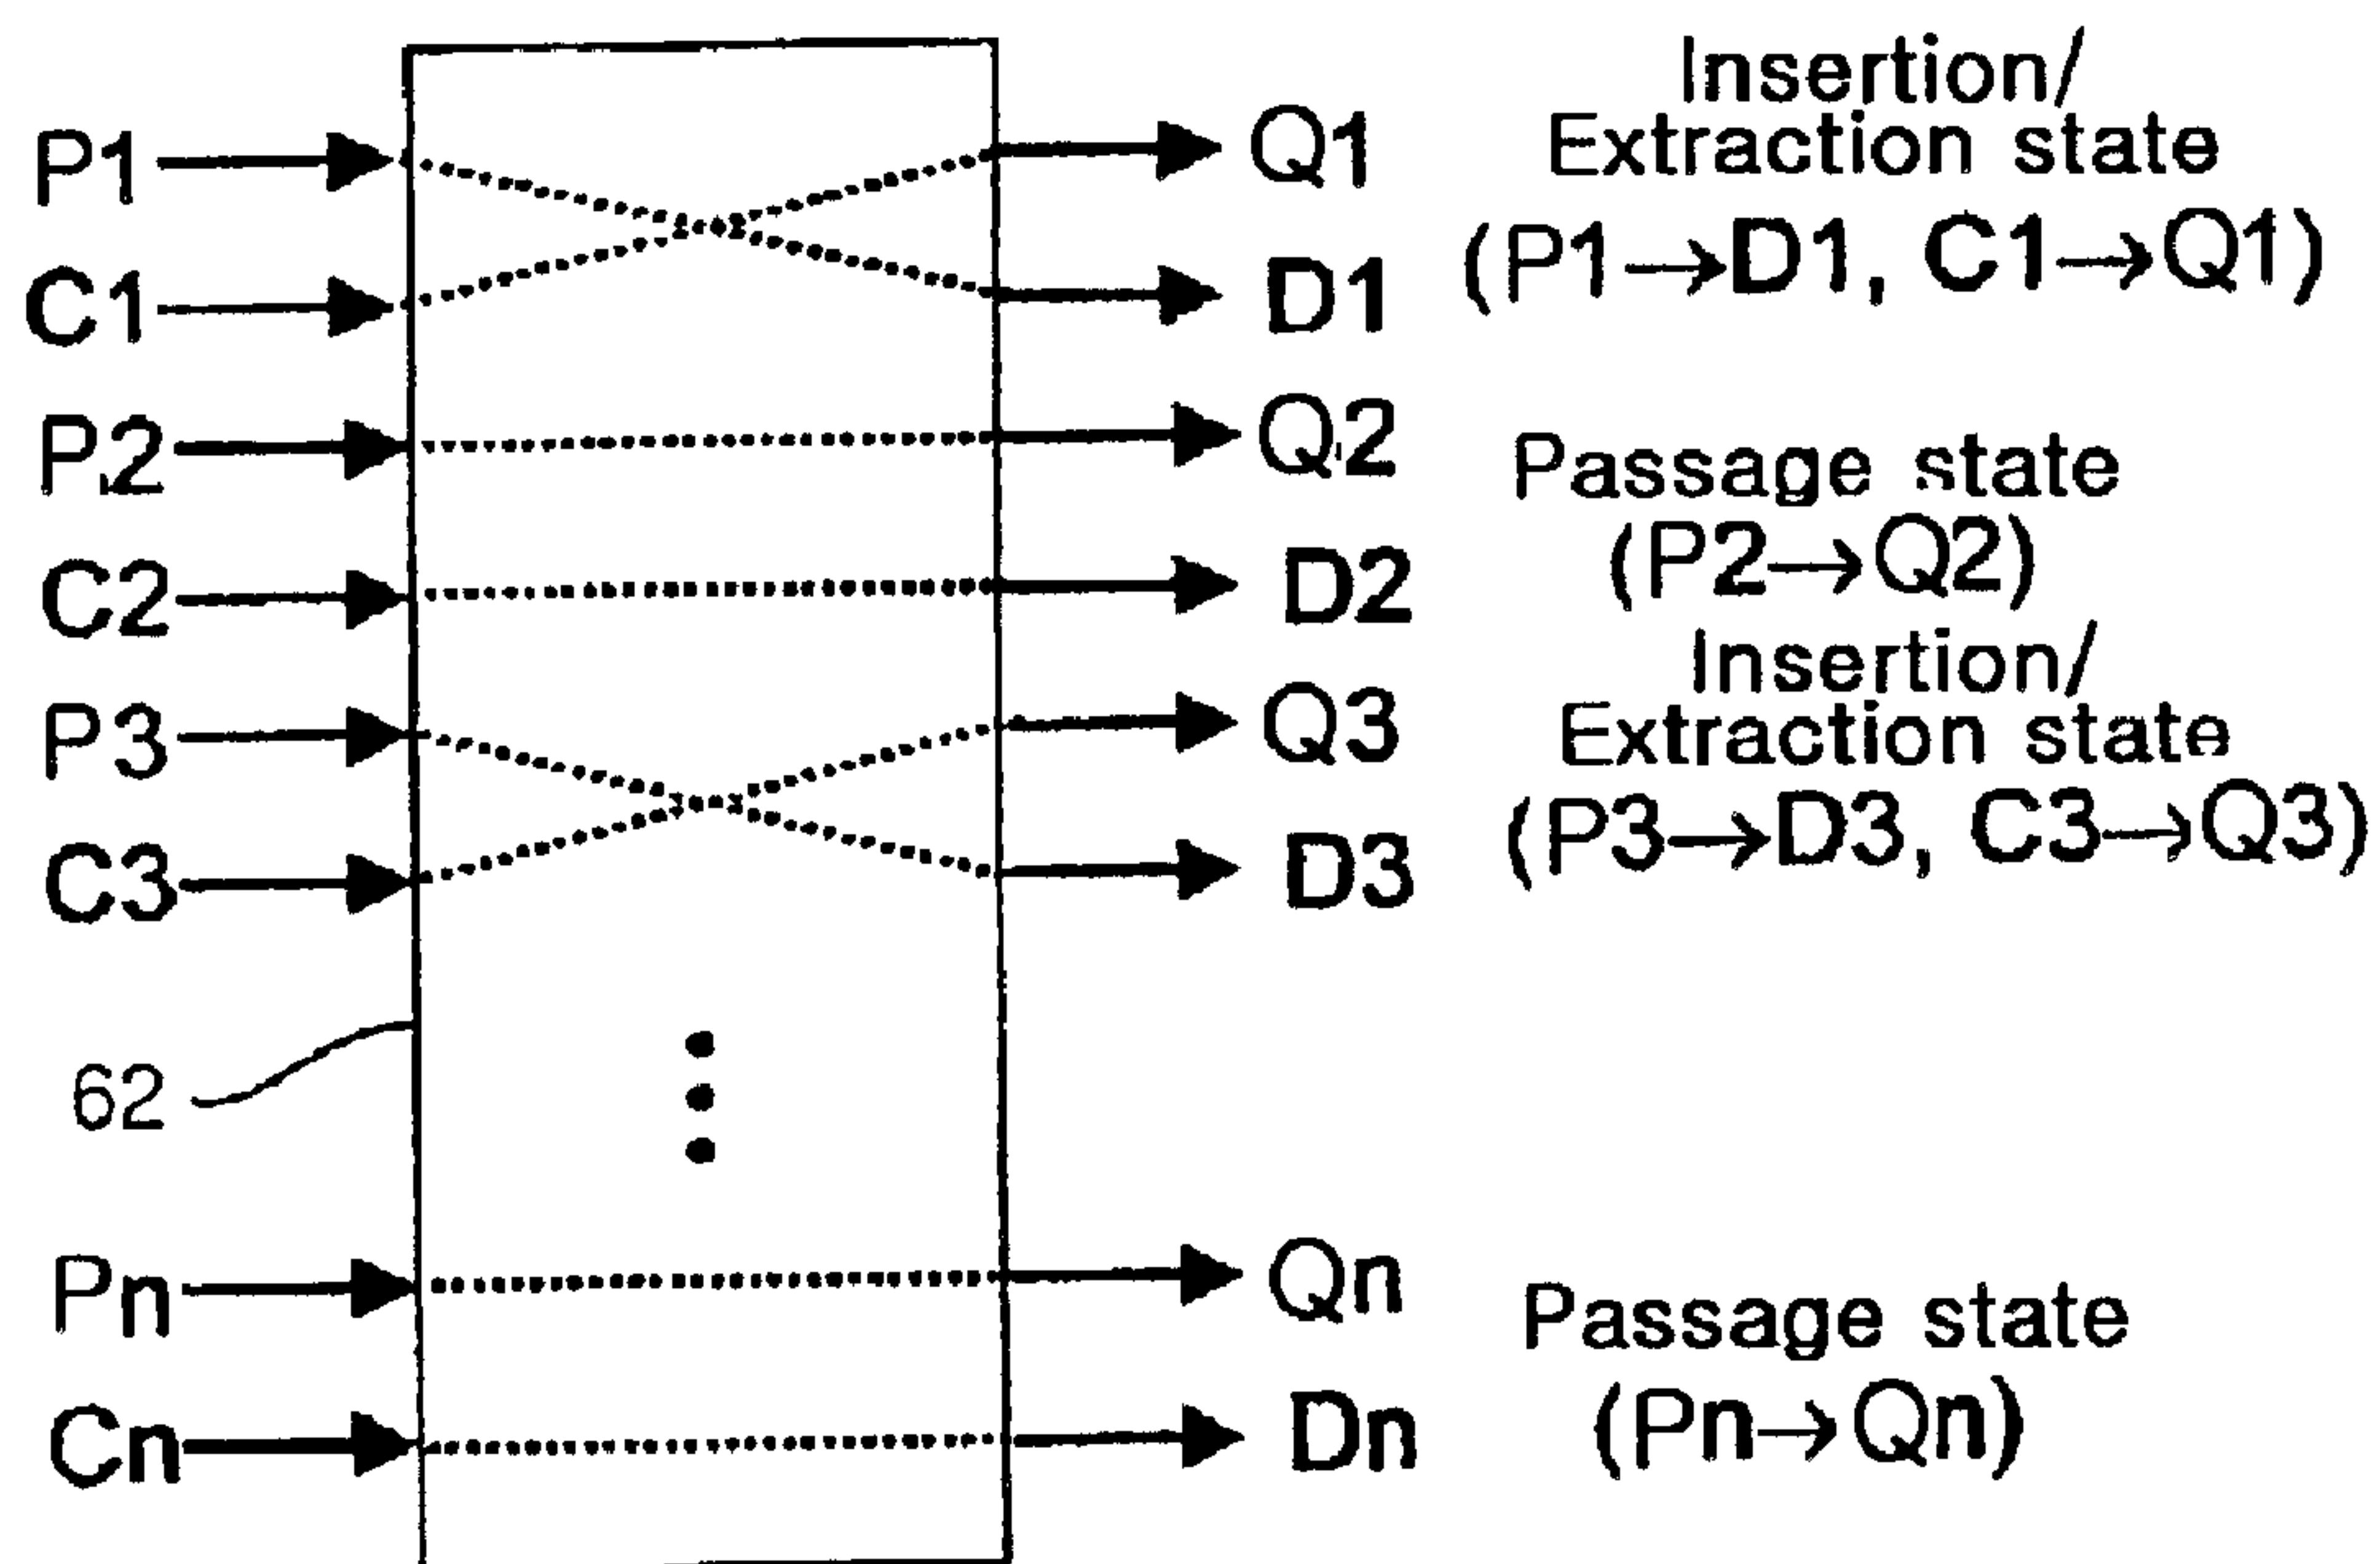 P1
Q1
Insertion/
Extraction state
(P1→D1, C1→Q1)
C1
D1
P2
Q2
Passage state
(P2→Q2)
C2
D2
P3
Q3
Insertion/
Extraction state
(P3→D3, C3→Q3)
C3
D3
62
Pn
Qn
Passage state
(Pn→Qn)
Cn
Dn